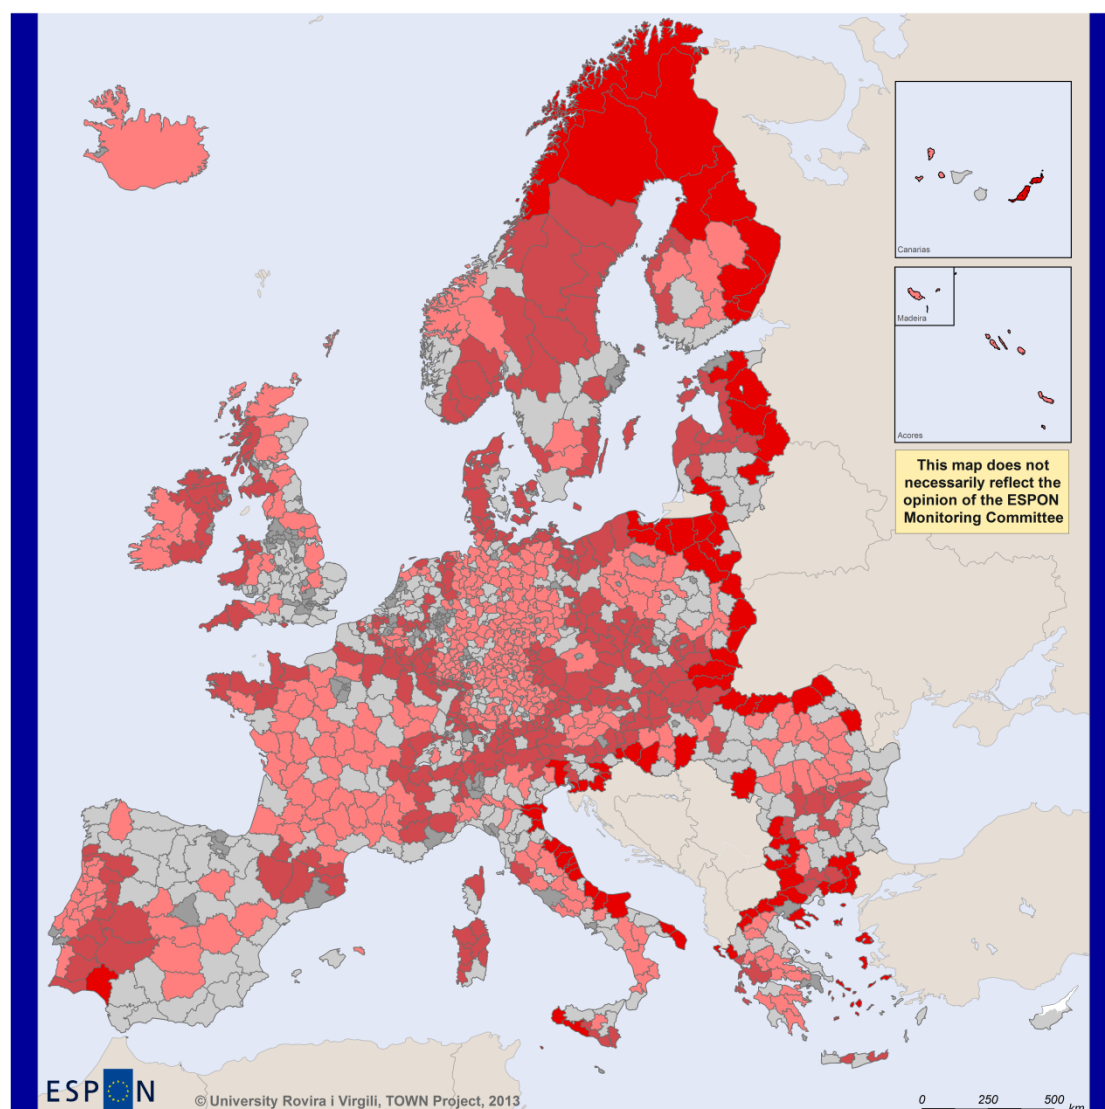 Canarias
Madeira
Acores
This map does not
necessarily reflect the
opinion of the ESPON
Monitoring Committee
ESPON
© University Rovira i Virgili, TOWN Project, 2013
0 250 500
km